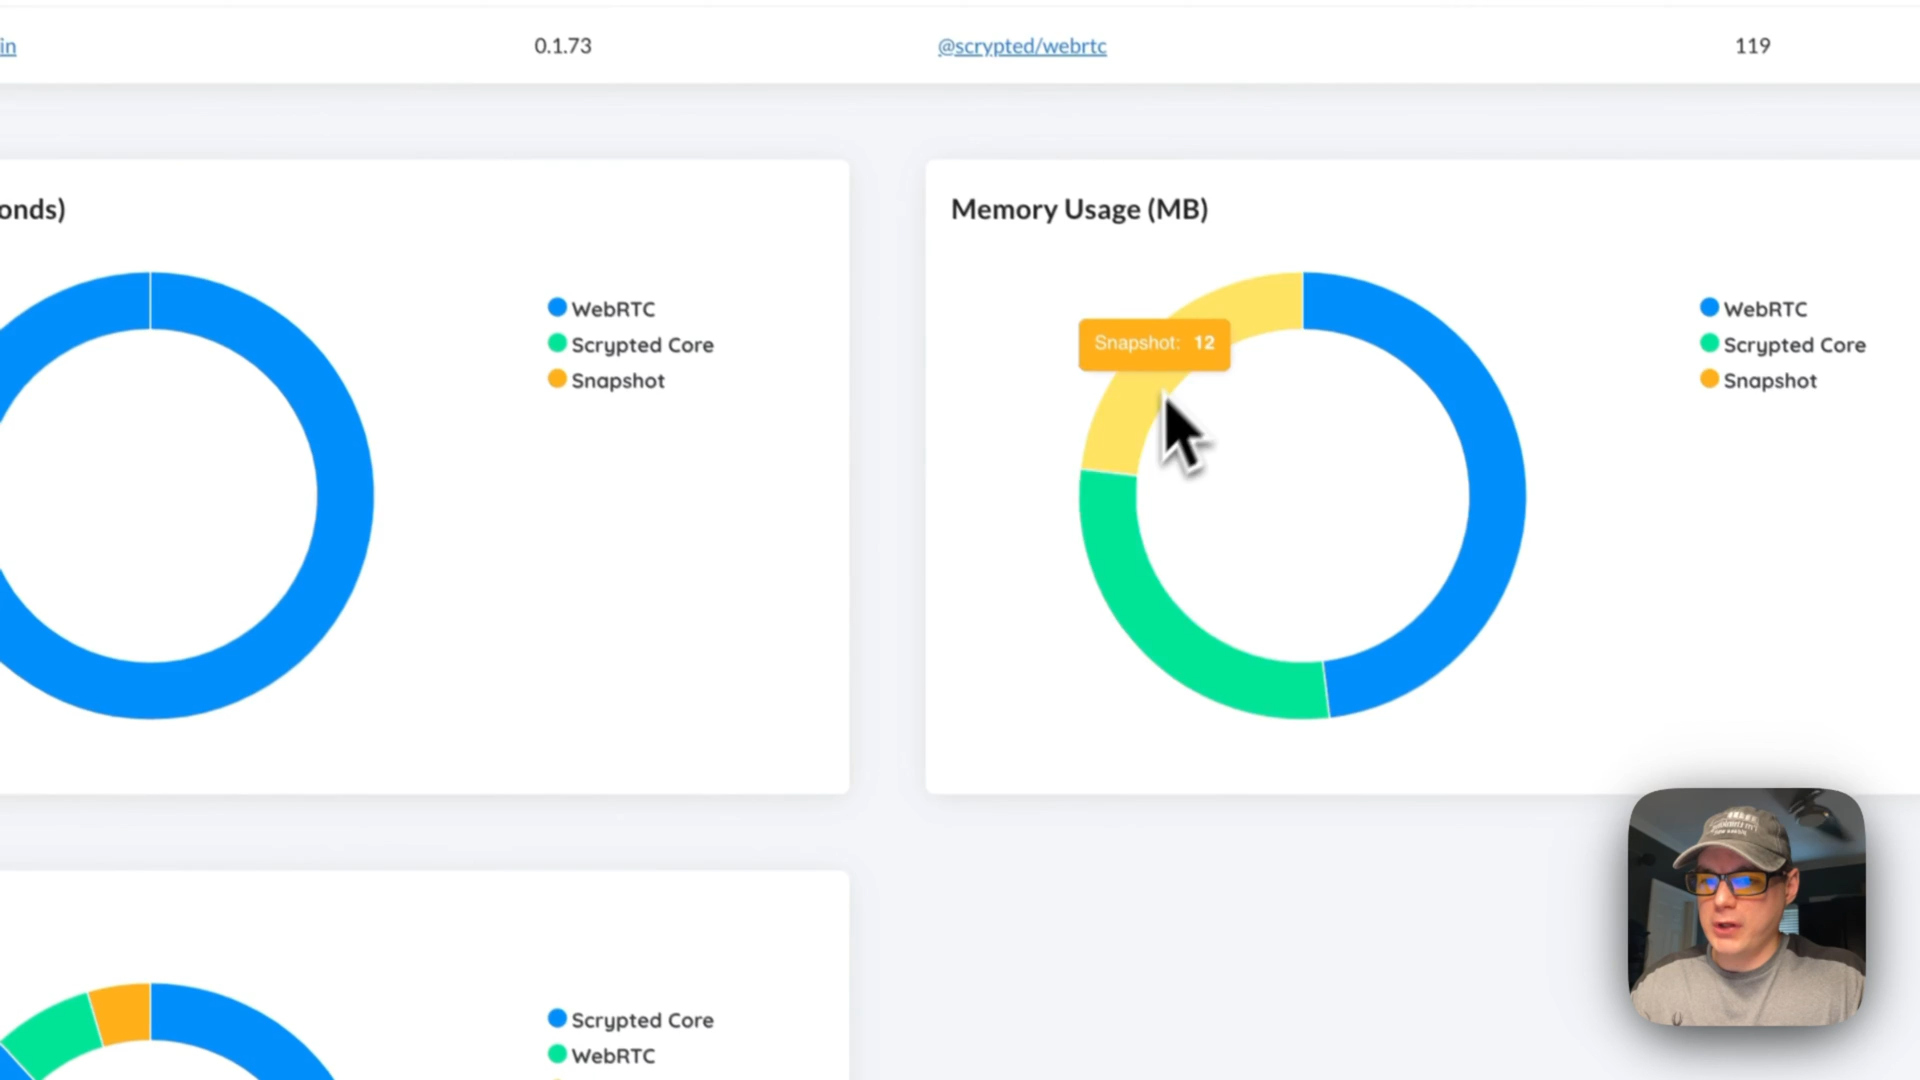 in 0.1.73 @scrypted/webrtc 119
onds)
WebRTC
Scrypted Core
Snapshot
Memory Usage (MB)
Snapshot: 12
WebRTC
Scrypted Core
Snapshot
Scrypted Core
WebRTC